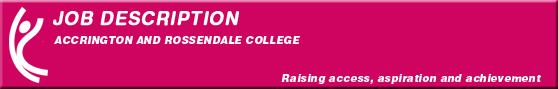 JOB DESCRIPTION
ACCRINGTON AND ROSSENDALE COLLEGE
Raising access, aspiration and achievement